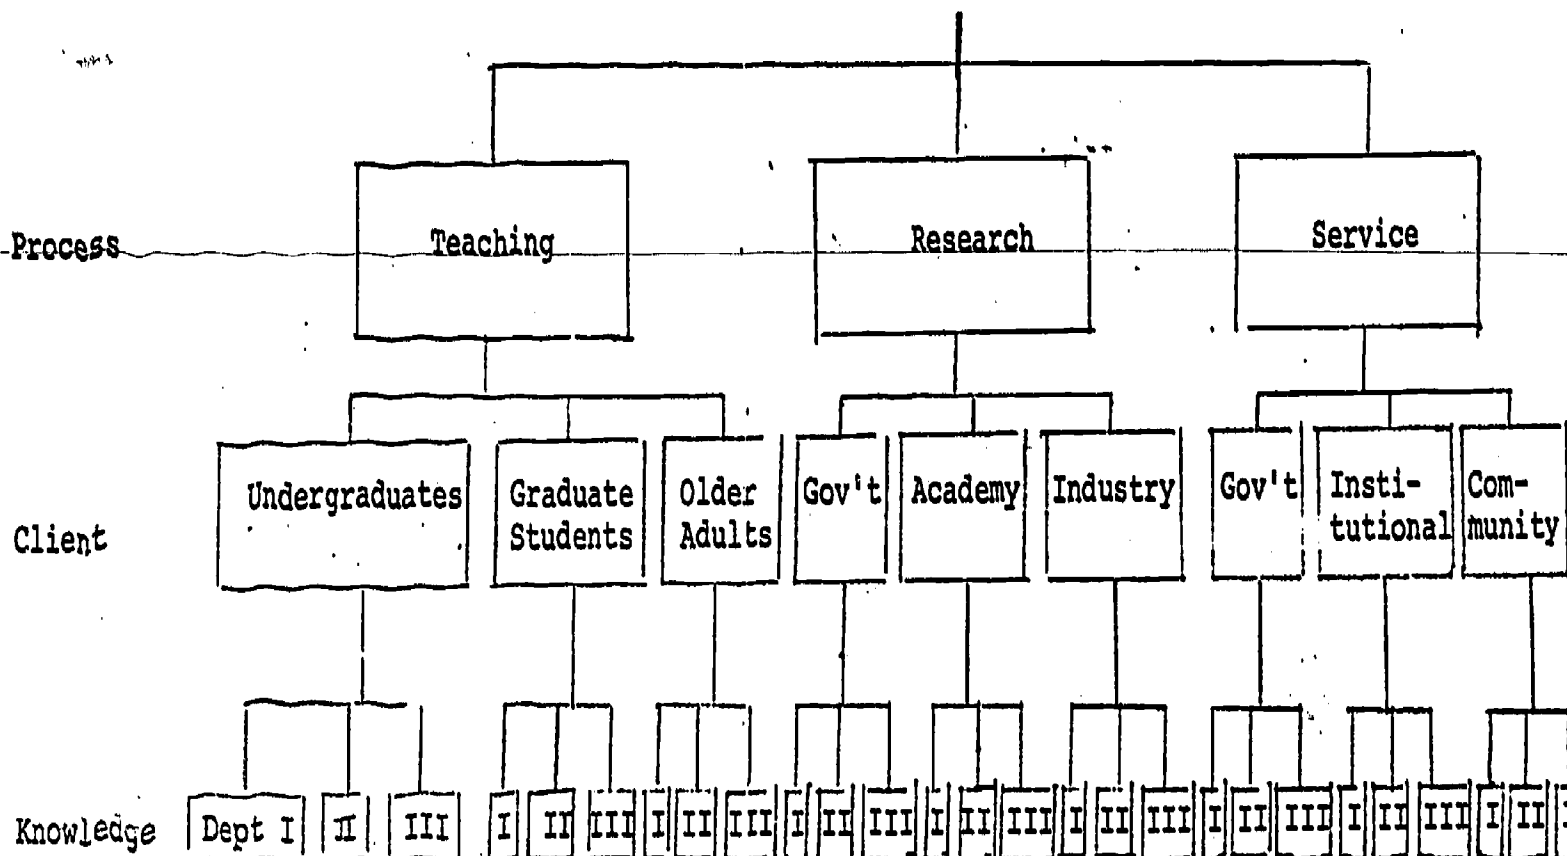 Process Teaching Research Service
Undergraduates Graduate Older Gov't Academy Industry Gov't Insti- Com-
Client Students Adults tutional munity
Knowledge Dept I II III I II III I II III I II III I II III I II III I II III I II III I II